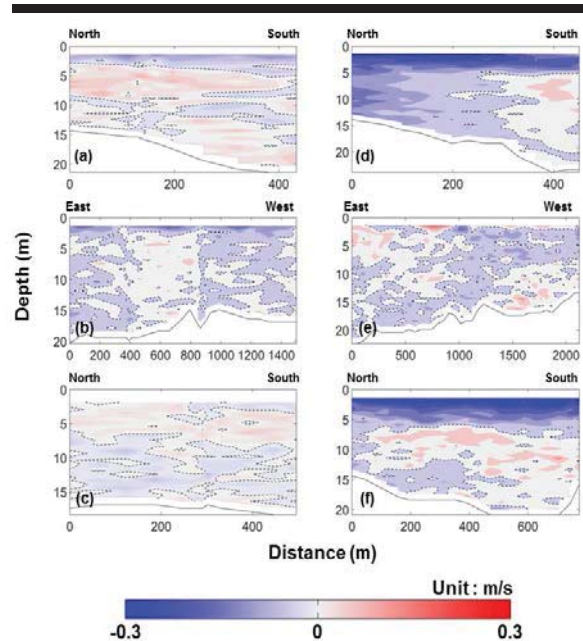 North South North South
0 0
5 5
10 10
15 15
20 (a) 20 (d)
0 200 400 0 200 400
East West East West
0 0
5 5
10 10
15 15
20 (b) 20 (e)
0 200 400 600 800 1000 1200 1400 0 500 1000 1500 2000
North South North South
0 0
5 5
10 10
15 (c) 15
20 (f)
0 200 400 0 200 400 600
Depth (m)
Distance (m)
Unit : m/s
-0.3 0 0.3